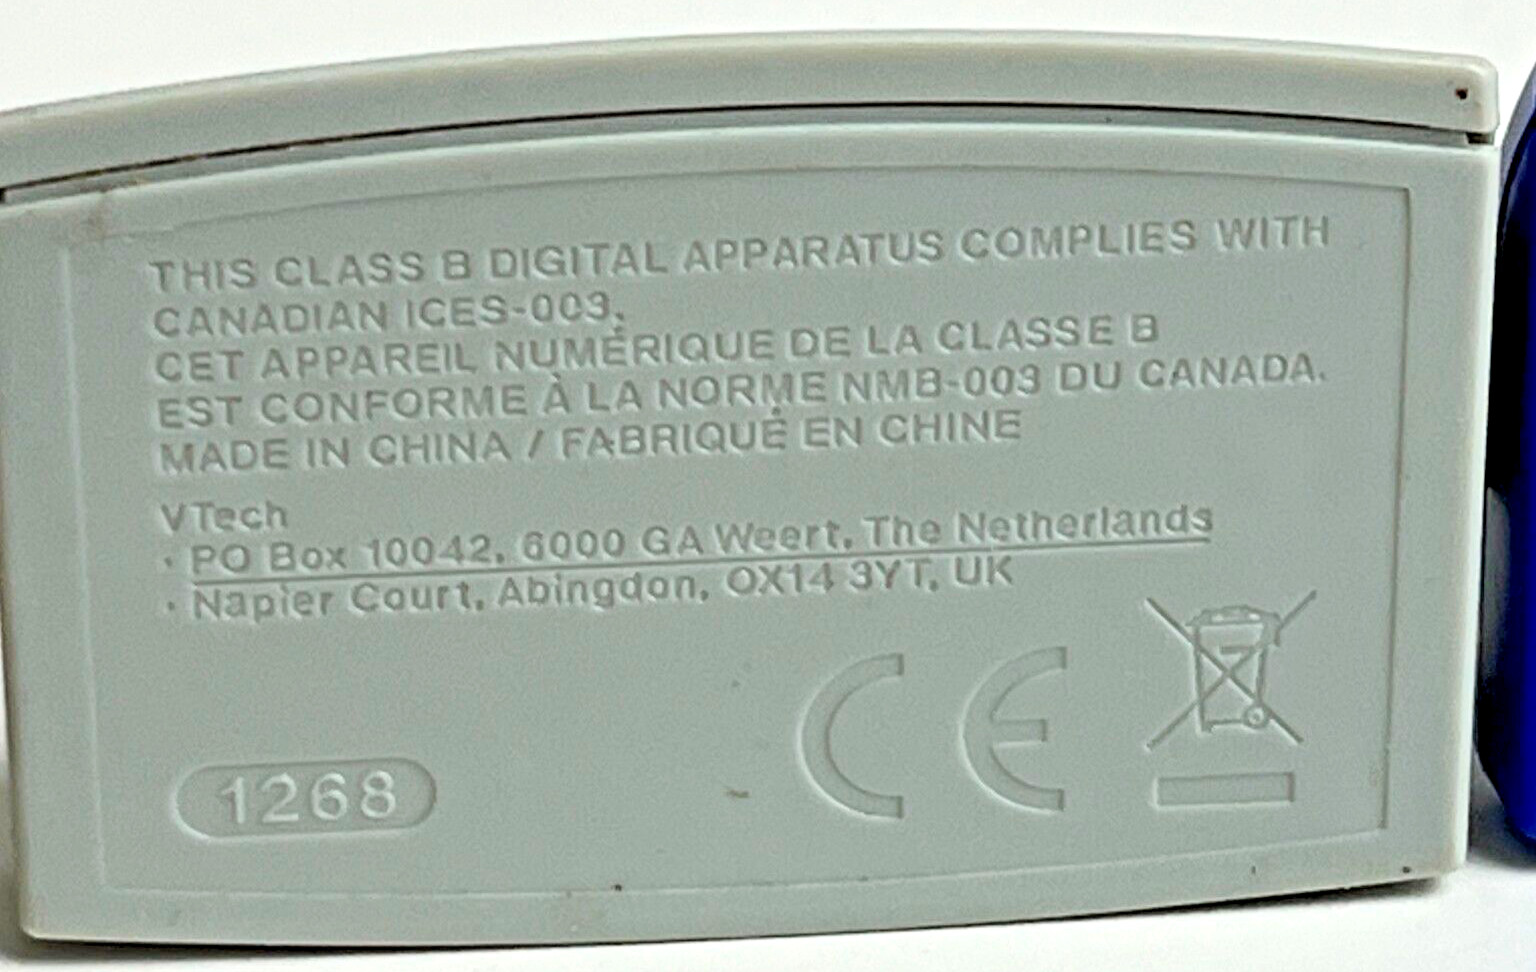 THIS CLASS B DIGITAL APPARATUS COMPLIES WITH
CANADIAN ICES-003.
CET APPAREIL NUMÉRIQUE DE LA CLASSE B
EST CONFORME À LA NORME NMB-003 DU CANADA.
MADE IN CHINA / FABRIQUÉ EN CHINE
VTech
· PO Box 10042, 6000 GA Weert, The Netherlands
· Napier Court, Abingdon, OX14 3YT, UK
CE
1268